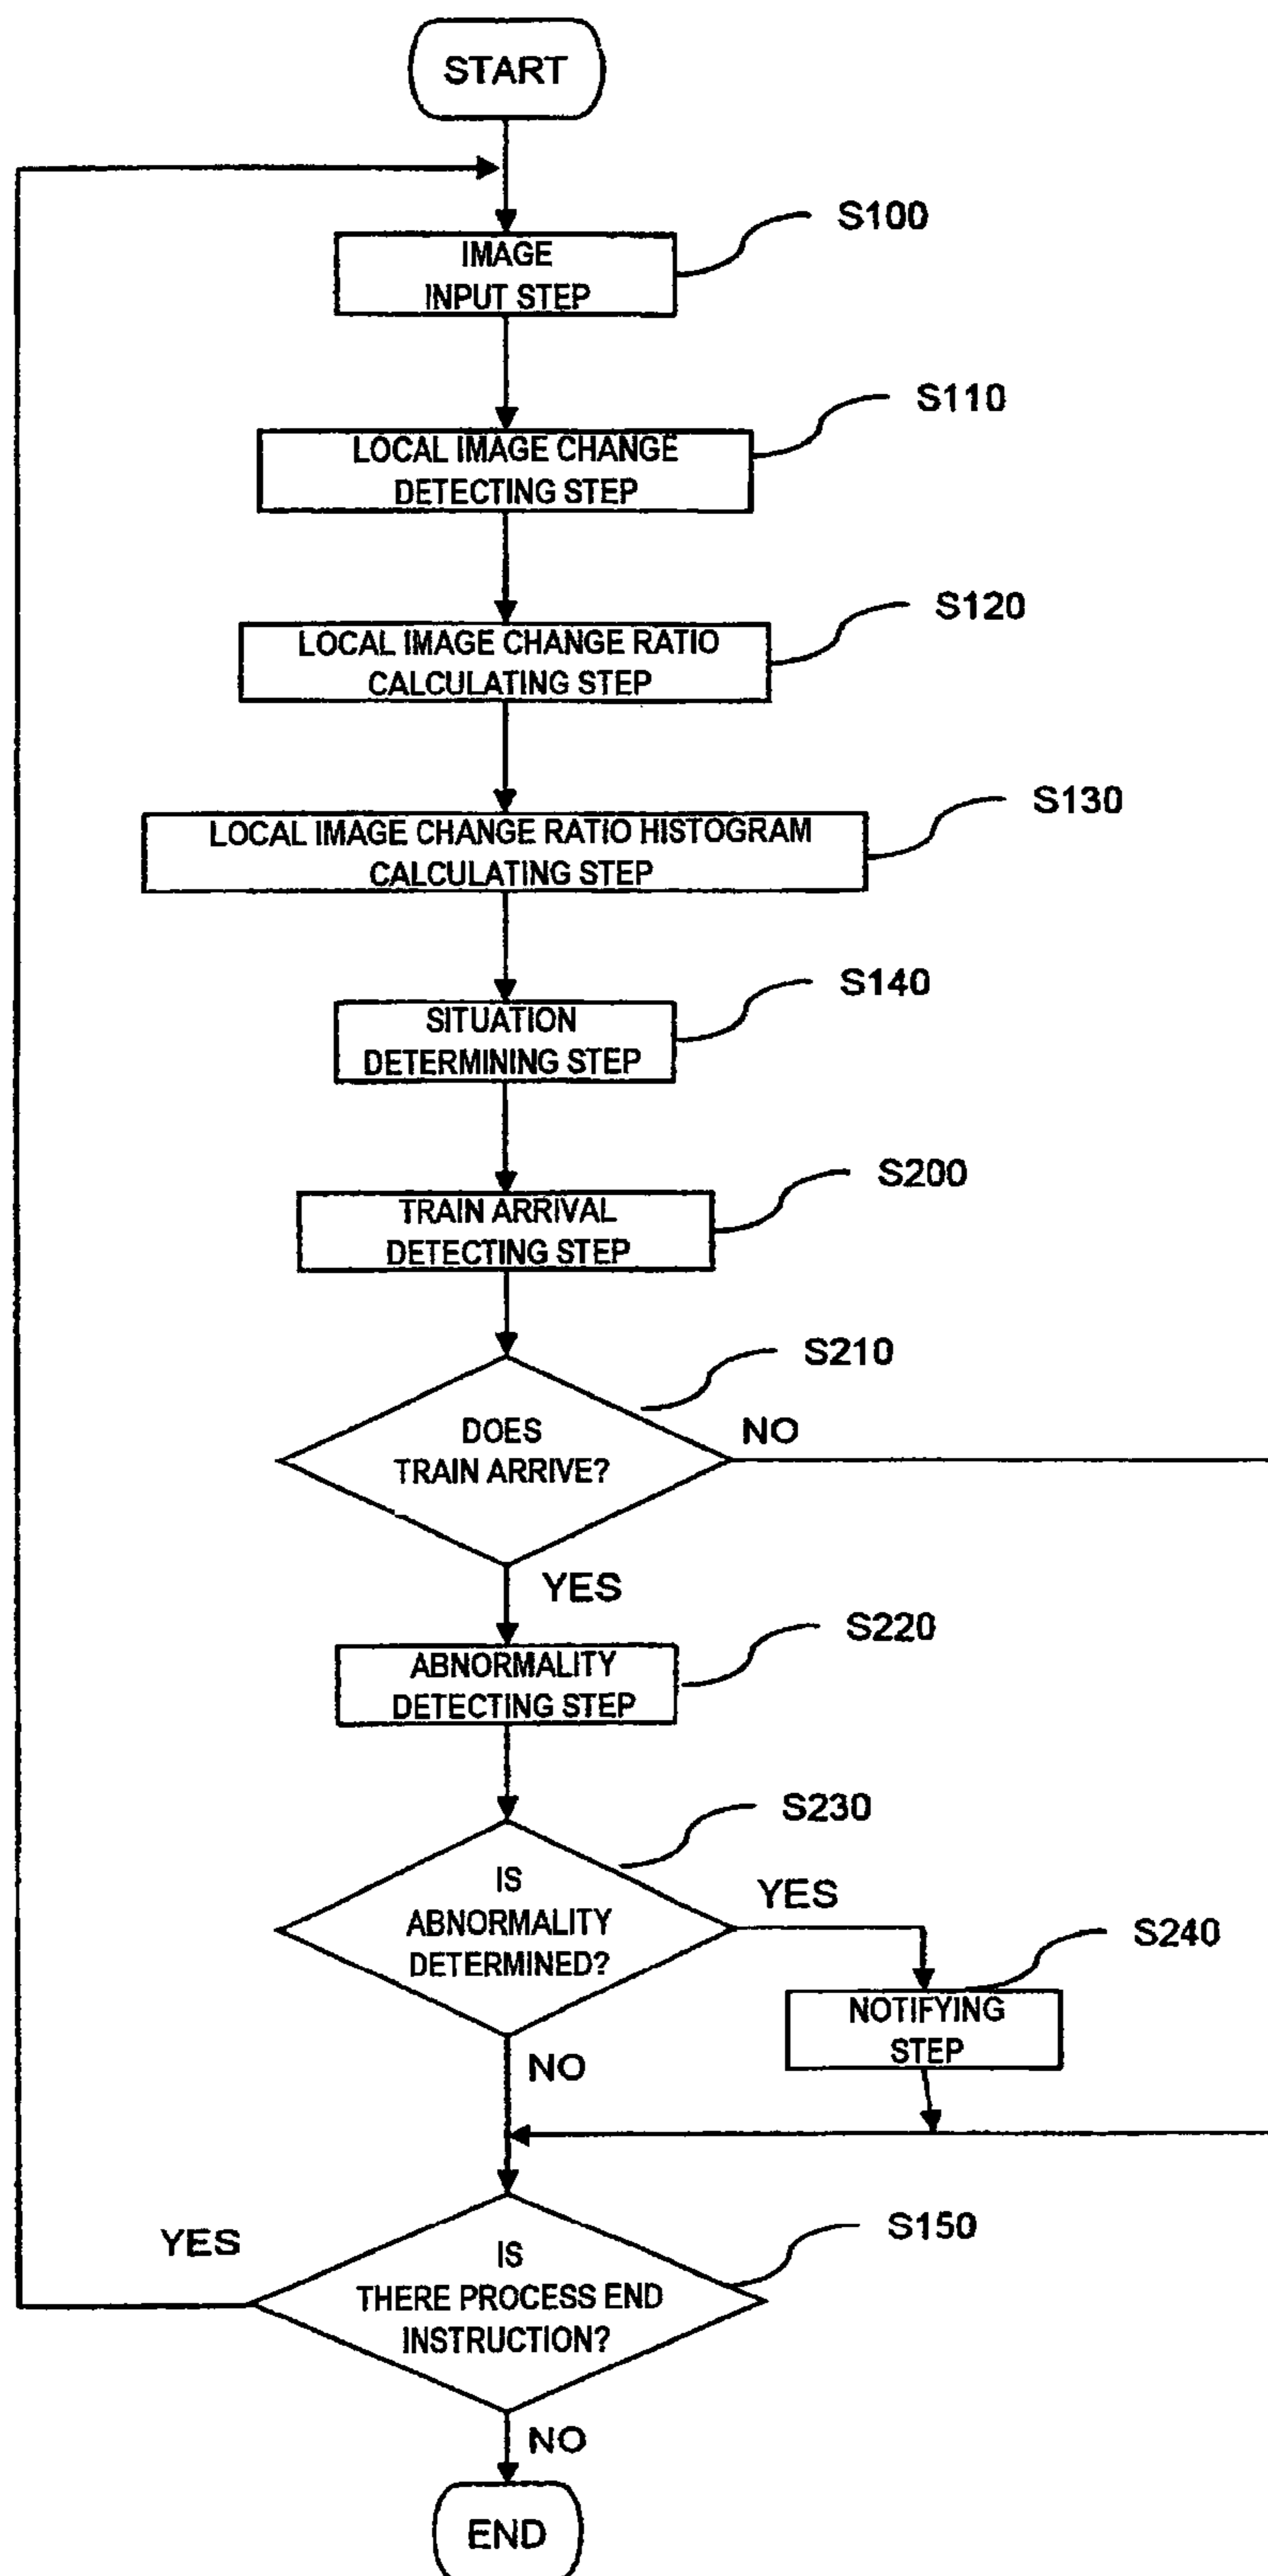 START
S100
IMAGE
INPUT STEP
S110
LOCAL IMAGE CHANGE
DETECTING STEP
S120
LOCAL IMAGE CHANGE RATIO
CALCULATING STEP
S130
LOCAL IMAGE CHANGE RATIO HISTOGRAM
CALCULATING STEP
S140
SITUATION
DETERMINING STEP
S200
TRAIN ARRIVAL
DETECTING STEP
S210
DOES
TRAIN ARRIVE?
NO
YES
S220
ABNORMALITY
DETECTING STEP
S230
IS
ABNORMALITY
DETERMINED?
YES
S240
NOTIFYING
STEP
NO
S150
YES
IS
THERE PROCESS END
INSTRUCTION?
NO
END